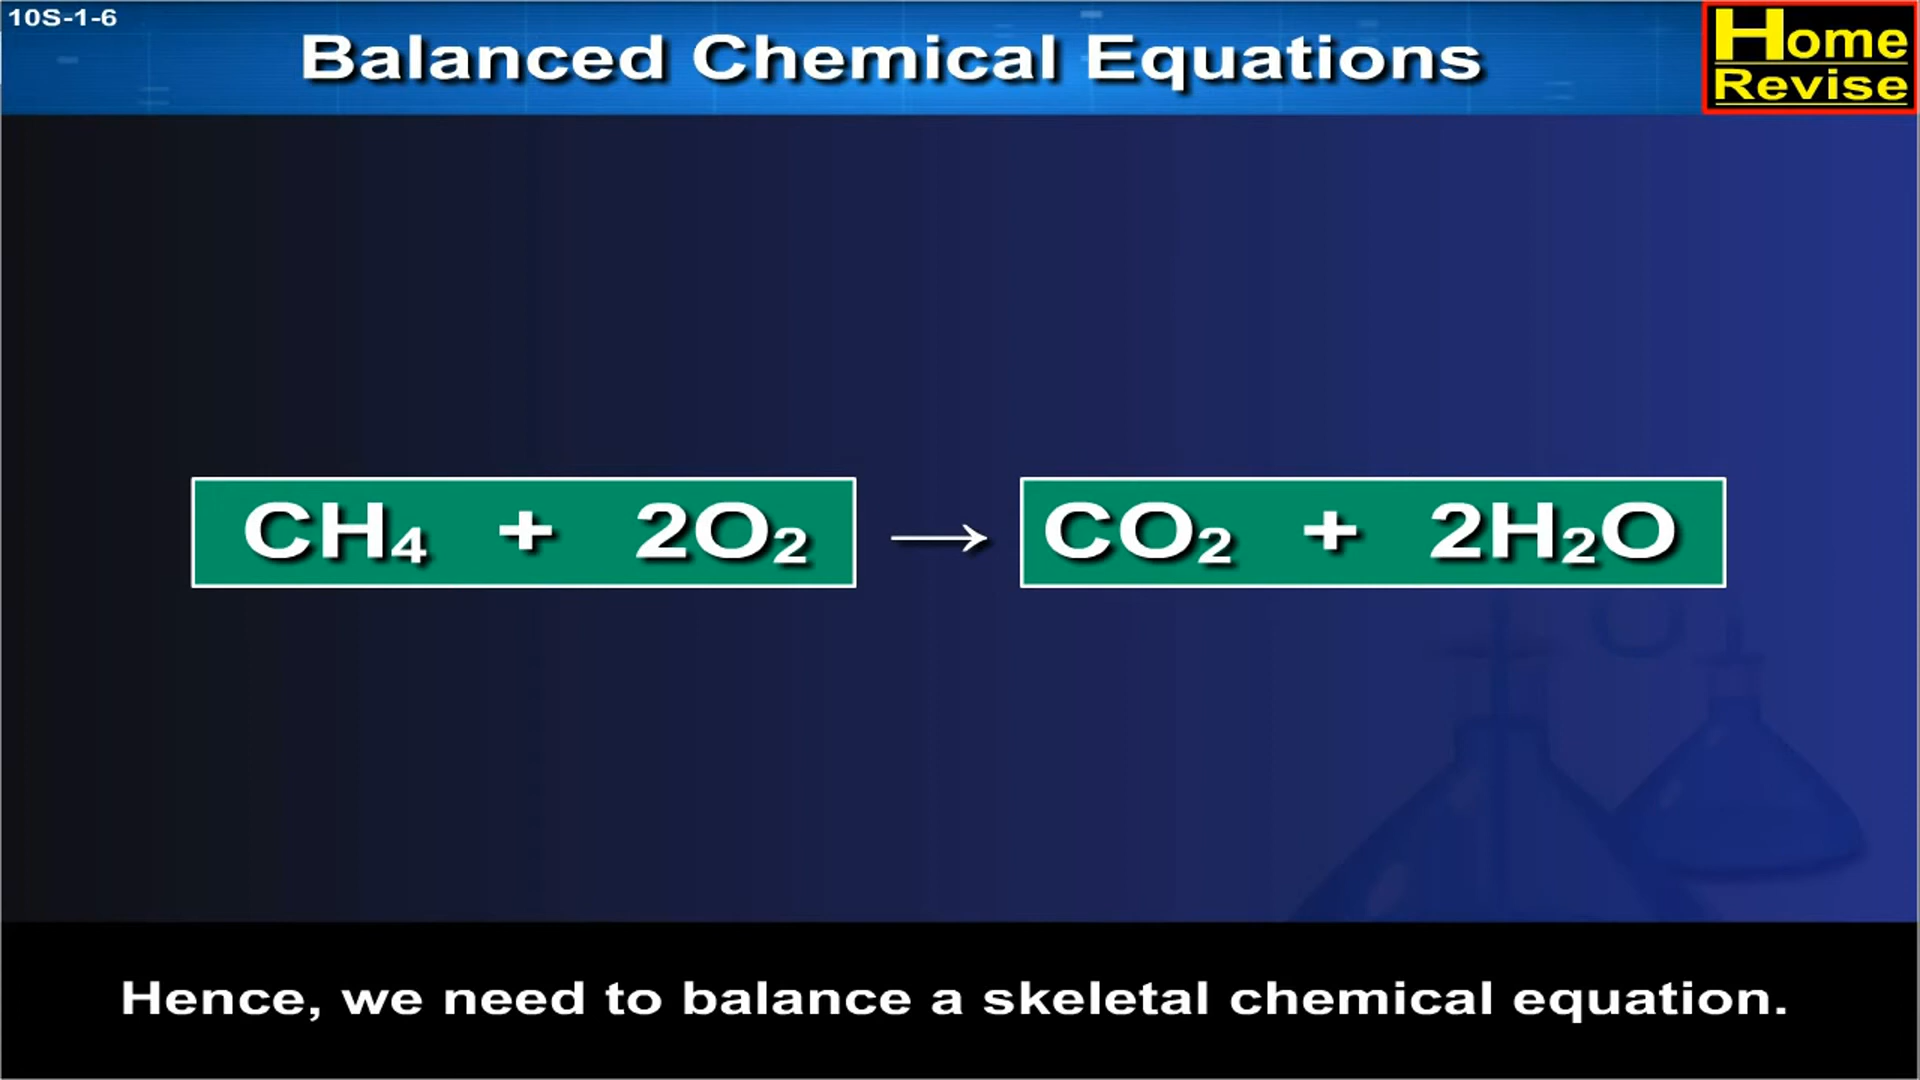 10S-1-6
Balanced Chemical Equations
Home
Revise
CH₄ + 2O₂ → CO₂ + 2H₂O
Hence, we need to balance a skeletal chemical equation.